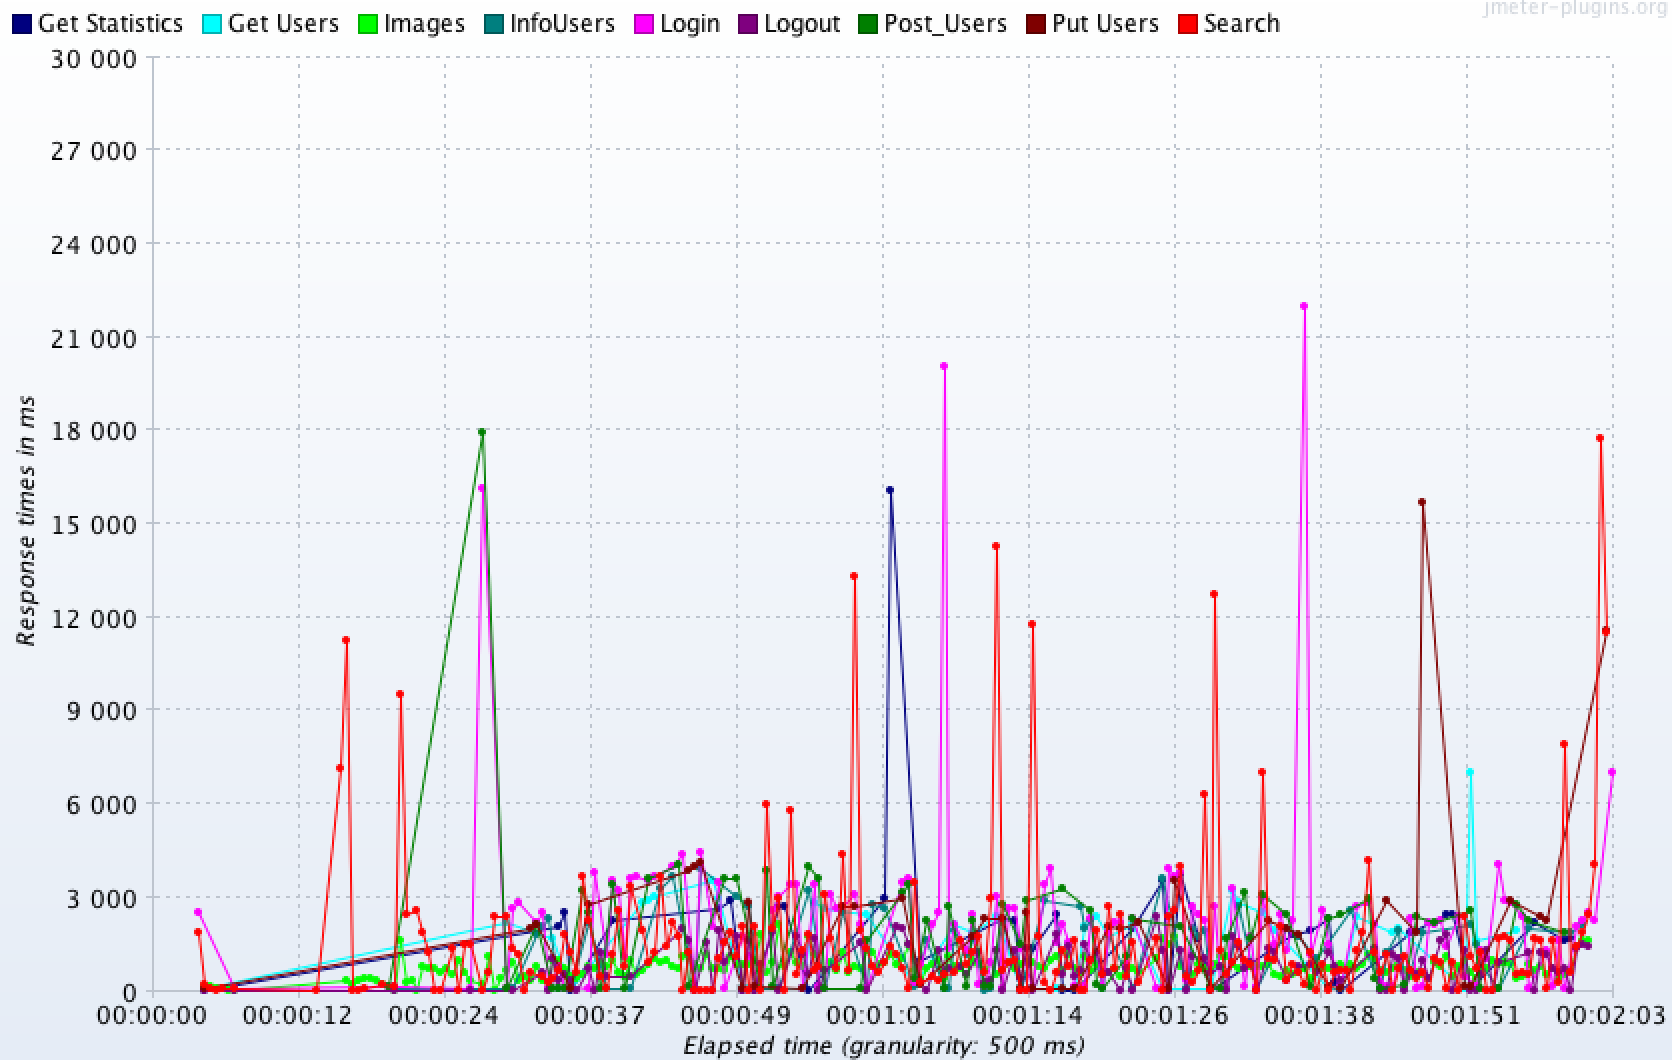 jmeter-plugins.org
Get Statistics Get Users Images InfoUsers Login Logout Post_Users Put Users Search
30 000
27 000
24 000
21 000
18 000
15 000
12 000
9 000
6 000
3 000
0
Response times in ms
00:00:00 00:00:12 00:00:24 00:00:37 00:00:49 00:01:01 00:01:14 00:01:26 00:01:38 00:01:51 00:02:03
Elapsed time (granularity: 500 ms)